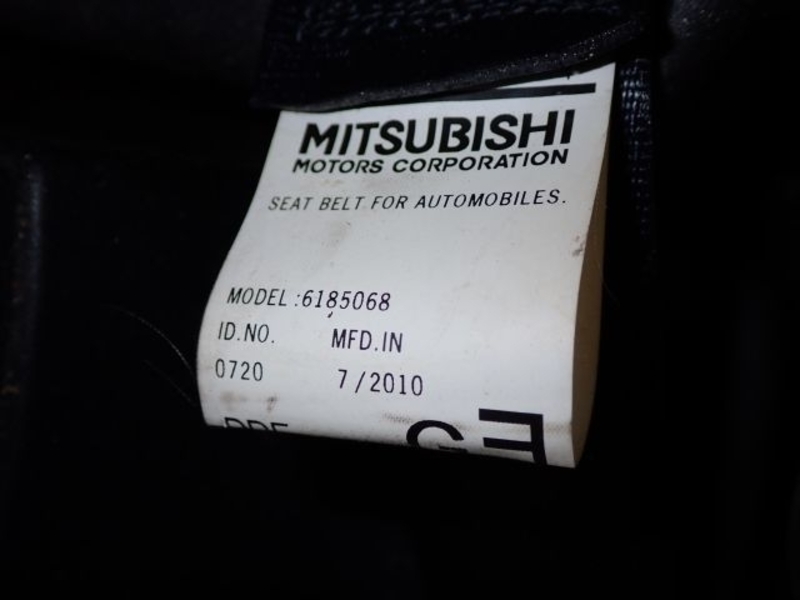 MITSUBISHI
MOTORS CORPORATION
SEAT BELT FOR AUTOMOBILES.
MODEL :6185068
ID.NO. MFD.IN
0720 7/2010